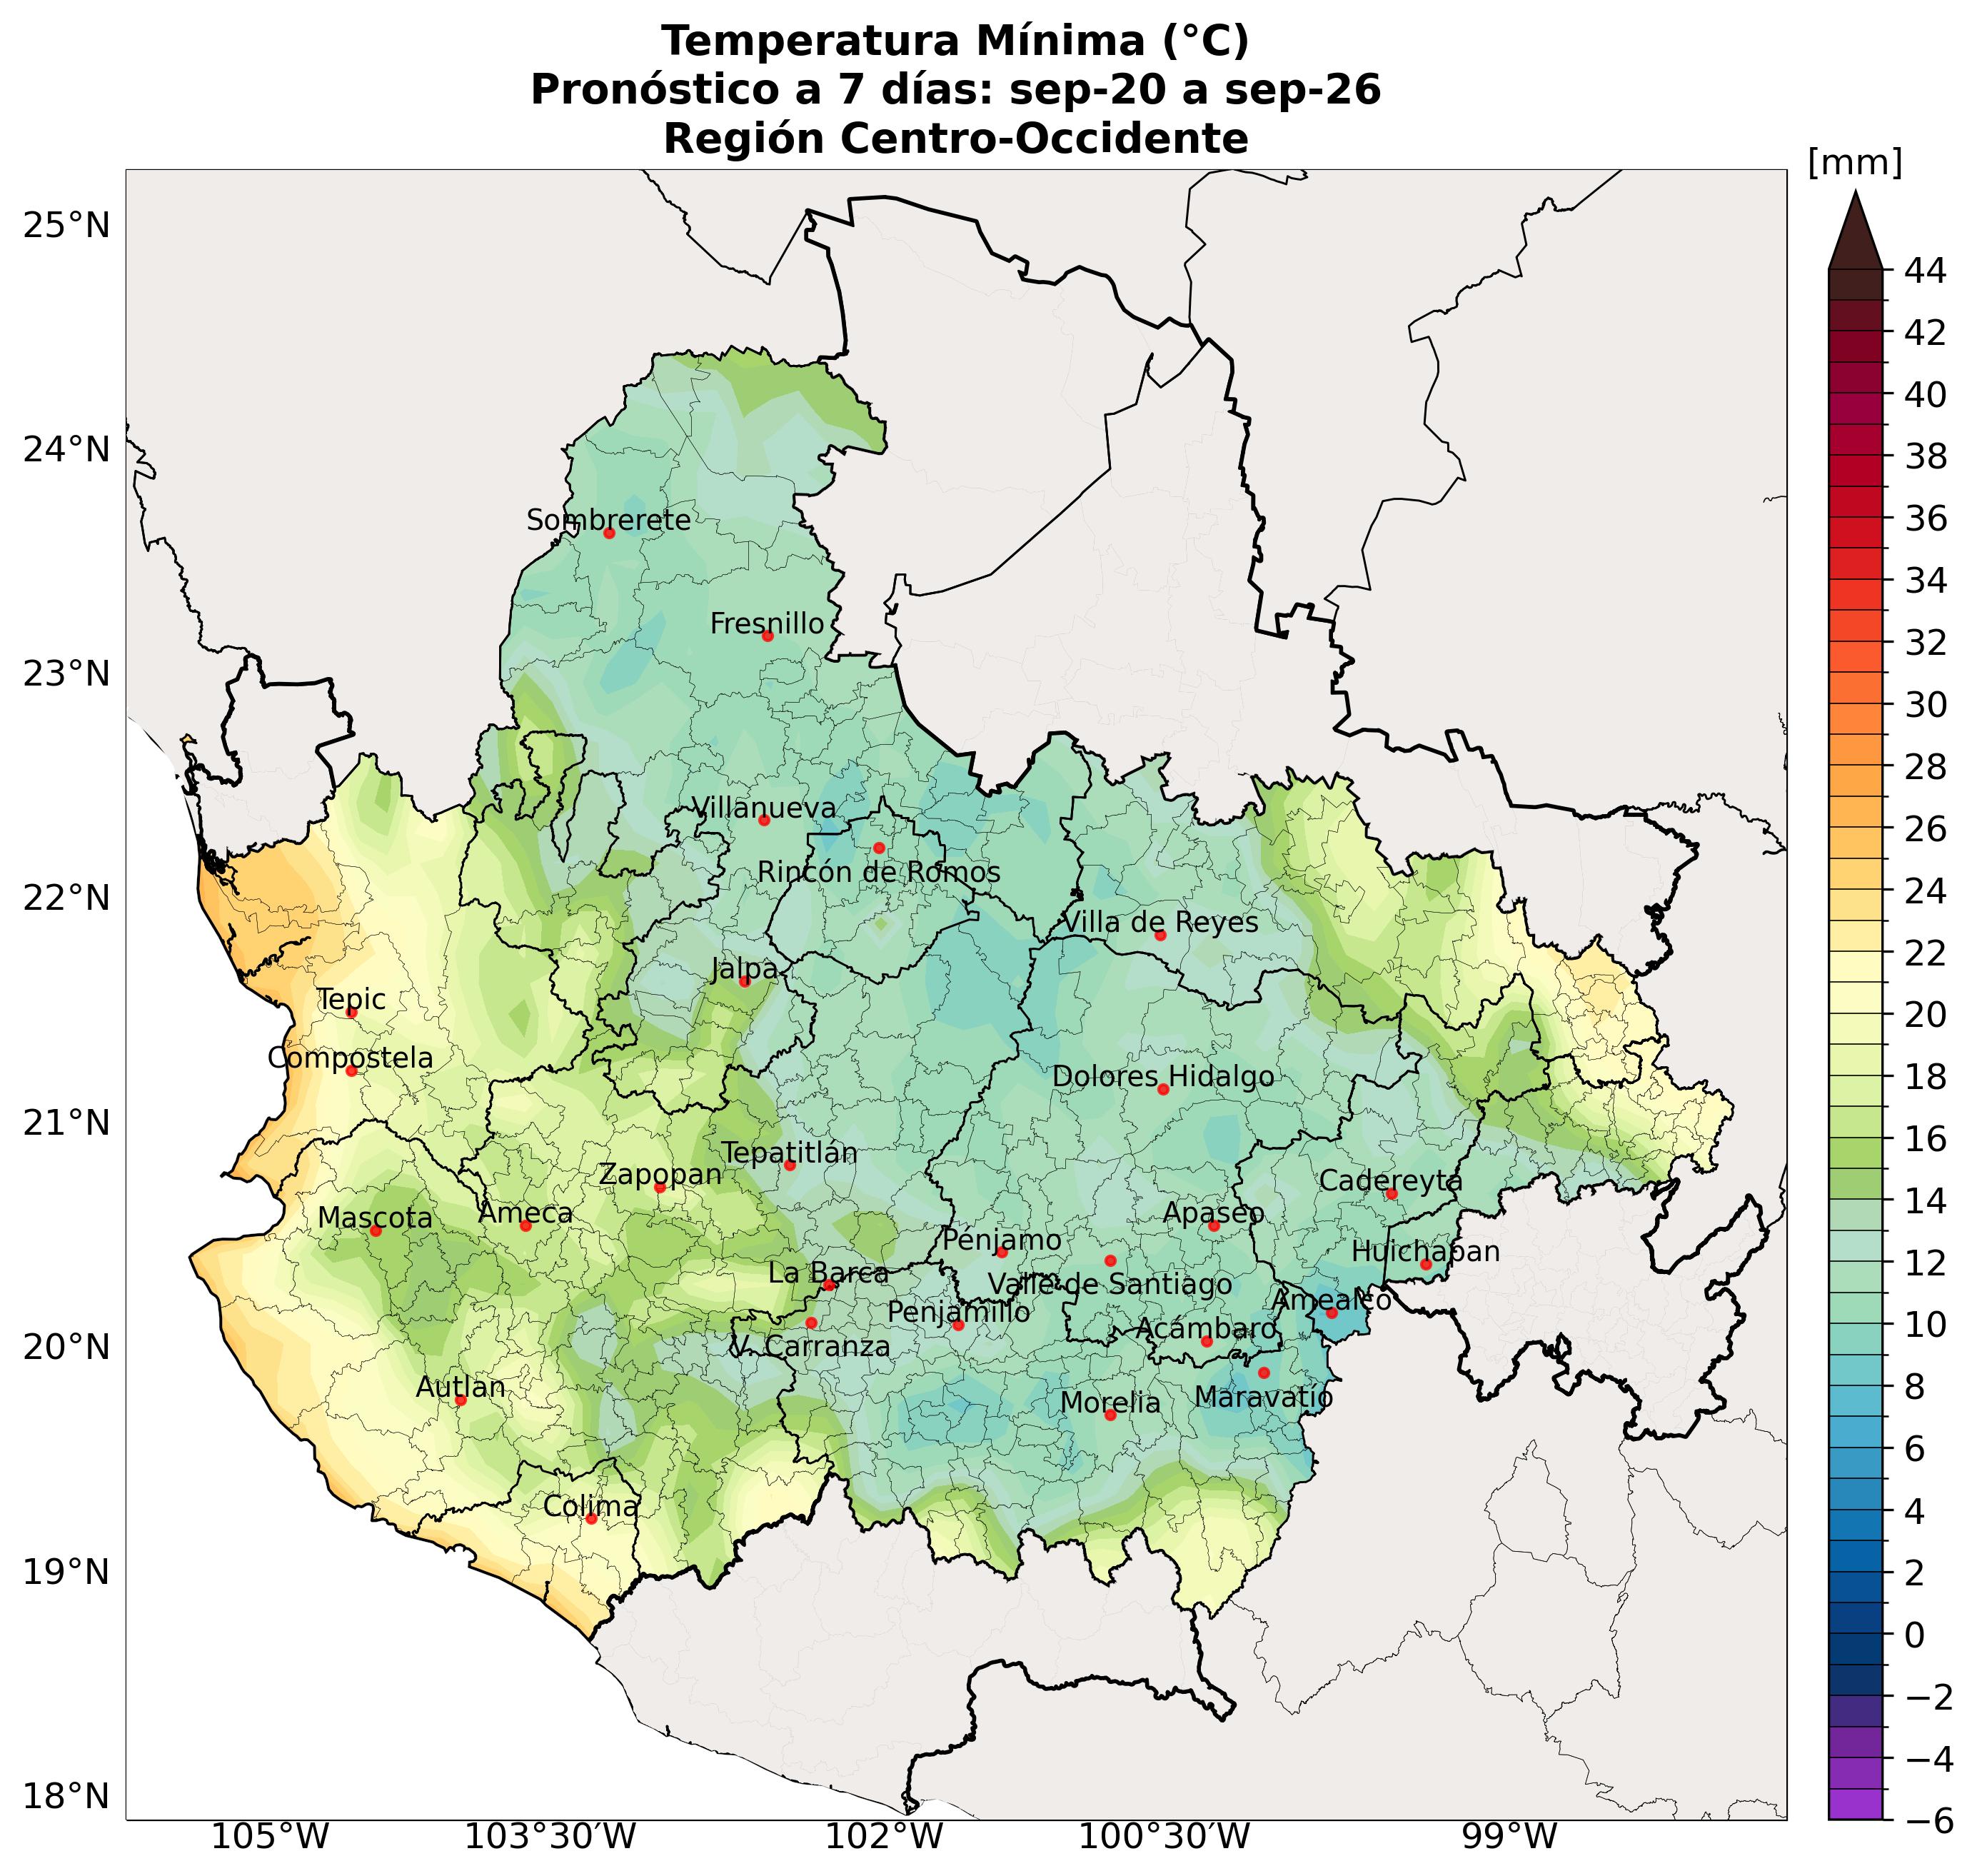 Temperatura Mínima (°C)
Pronóstico a 7 días: sep-20 a sep-26
Región Centro-Occidente
[mm]
25°N
24°N
23°N
22°N
21°N
20°N
19°N
18°N
Sombrerete
Fresnillo
Villanueva
Rincón de Romos
Villa de Reyes
Jalpa
Tepic
Compostela
Dolores Hidalgo
Tepatitlán
Zapopan
Cadereyta
Mascota
Ameca
Apaseo
Pénjamo
Huichapan
La Barca
Valle de Santiago
Amealco
Penjamillo
Acámbaro
V. Carranza
Autlan
Maravatío
Morelia
Colima
105°W
103°30′W
102°W
100°30′W
99°W
44
42
40
38
36
34
32
30
28
26
24
22
20
18
16
14
12
10
8
6
4
2
0
−2
−4
−6